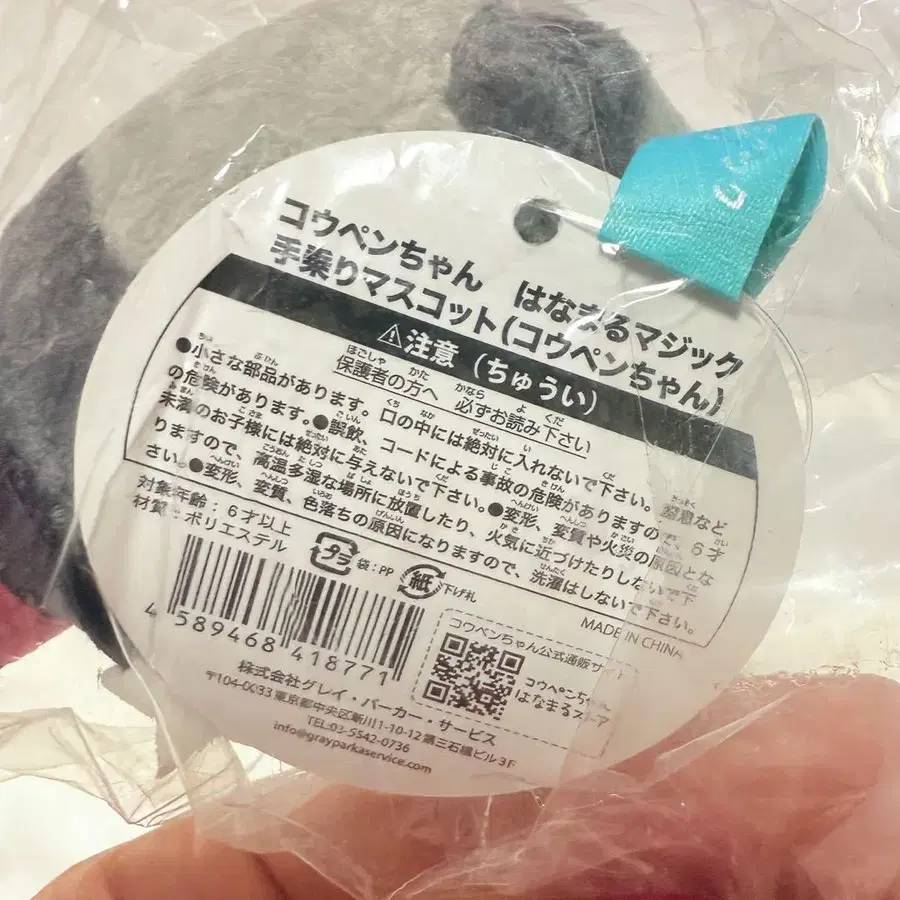 コウペンちゃん はなまるマジック
手乗りマスコット(コウペンちゃん)
⚠注意(ちゅうい)
保護者の方へ 必ずお読み下さい
●小さな部品があります。口の中には絶対に入れないで下さい。窒息など
の危険があります。●誤飲、コードによる事故の危険がありますので、6才
未満のお子様には絶対に与えないで下さい。●変形、変質や火災の原因とな
りますので、高温多湿な場所に放置したり、火気に近づけたりしないで下
さい。●変形、変質、色落ちの原因になりますので、洗濯はしないで下さい。
対象年齢:6才以上
材質:ポリエステル
プラ 袋:PP 紙 下げ札
MADE IN CHINA
4 589468 418771
コウペンちゃん公式通販サイト
コウペンちゃん
はなまるストア
株式会社グレイ・パーカー・サービス
〒104-0033 東京都中央区新川1-10-12 第三石橋ビル3F
TEL:03-5542-0736
info@grayparkaservice.com